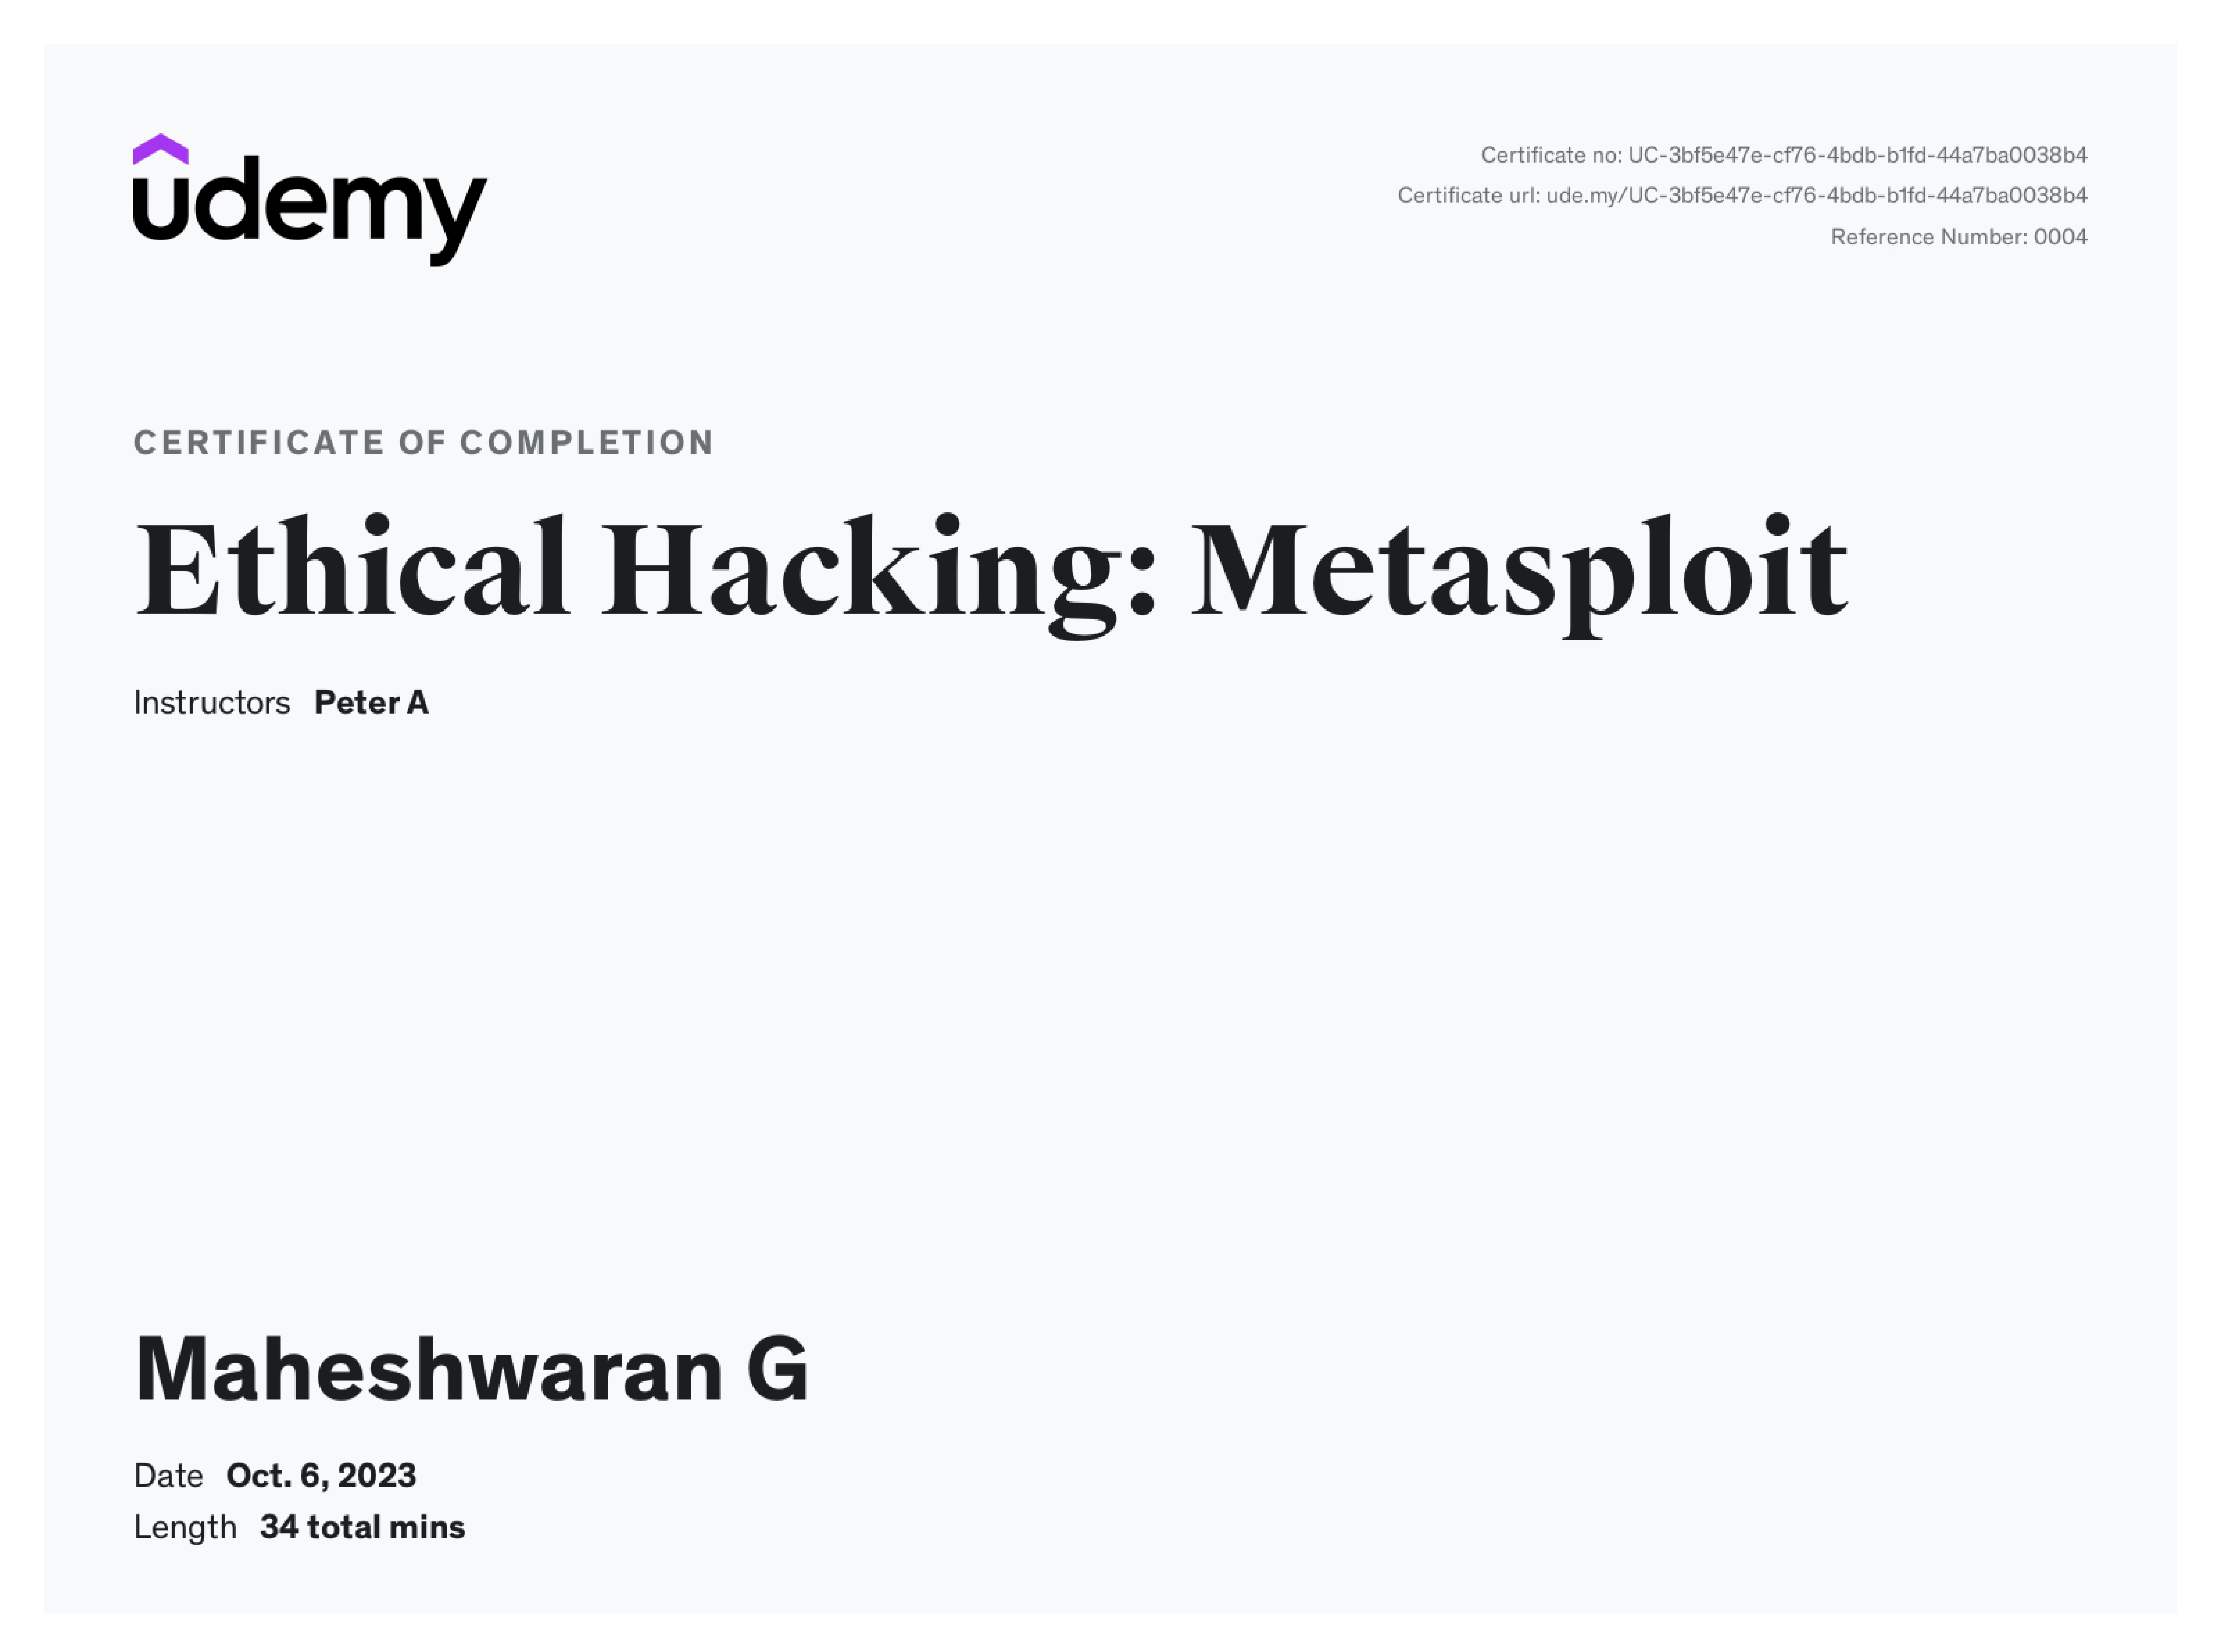 udemy
Certificate no: UC-3bf5e47e-cf76-4bdb-b1fd-44a7ba0038b4
Certificate url: ude.my/UC-3bf5e47e-cf76-4bdb-b1fd-44a7ba0038b4
Reference Number: 0004
CERTIFICATE OF COMPLETION
Ethical Hacking: Metasploit
Instructors Peter A
Maheshwaran G
Date Oct. 6, 2023
Length 34 total mins